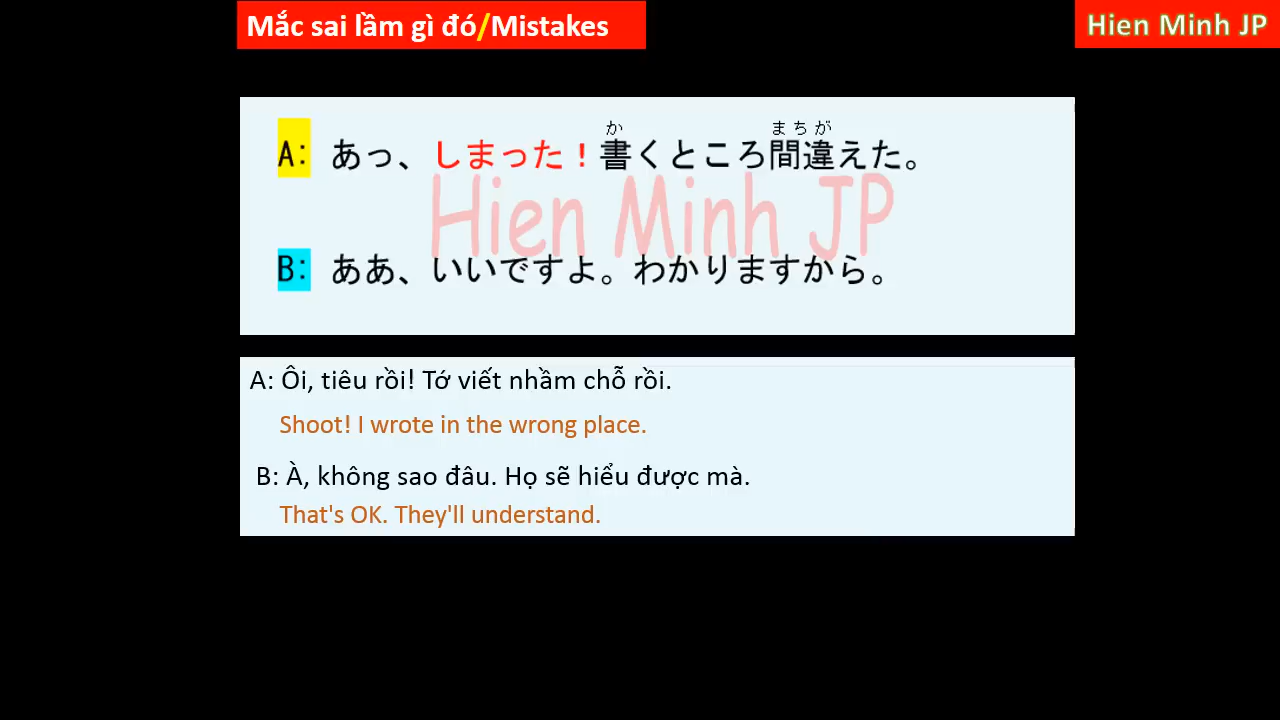 Mắc sai lầm gì đó/Mistakes
Hien Minh JP
か まちが
A: あっ、しまった！書くところ間違えた。
Hien Minh JP
B: ああ、いいですよ。わかりますから。
A: Ôi, tiêu rồi! Tớ viết nhầm chỗ rồi.
Shoot! I wrote in the wrong place.
B: À, không sao đâu. Họ sẽ hiểu được mà.
That's OK. They'll understand.